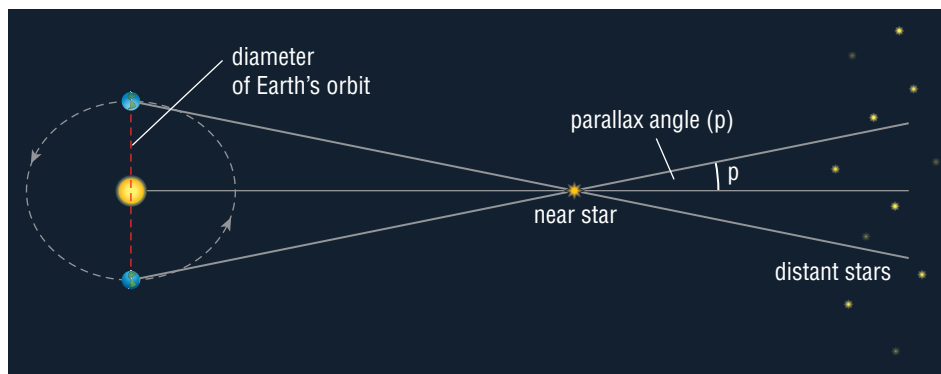 diameter
of Earth’s orbit
parallax angle (p)
p
near star
distant stars